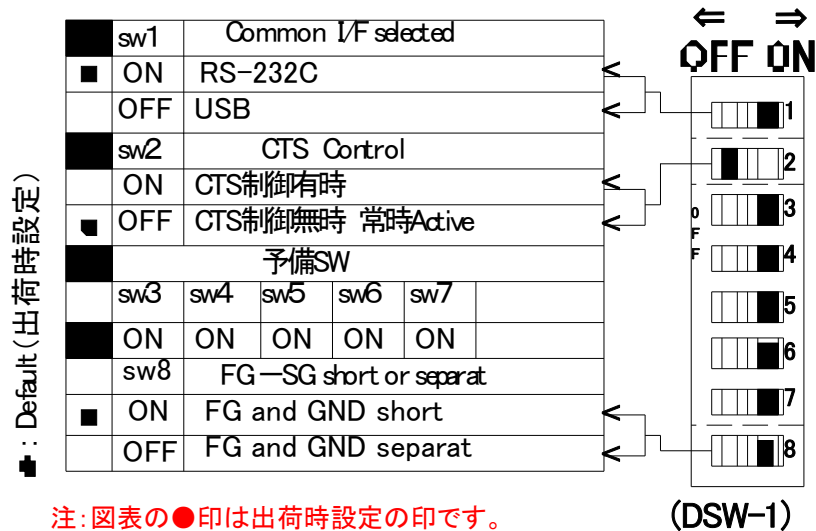 ⇐ ⇒
OFF ON
sw1 Common I/F selected
ON RS-232C
OFF USB
sw2 CTS Control
ON CTS制御有時
OFF CTS制御無時 常時Active
予備SW
sw3 sw4 sw5 sw6 sw7
ON ON ON ON ON
sw8 FG―SG short or separat
ON FG and GND short
OFF FG and GND separat
1
2
3
4
5
6
7
8
OFF
(DSW-1)
: Default(出荷時設定)
注:図表の●印は出荷時設定の印です。